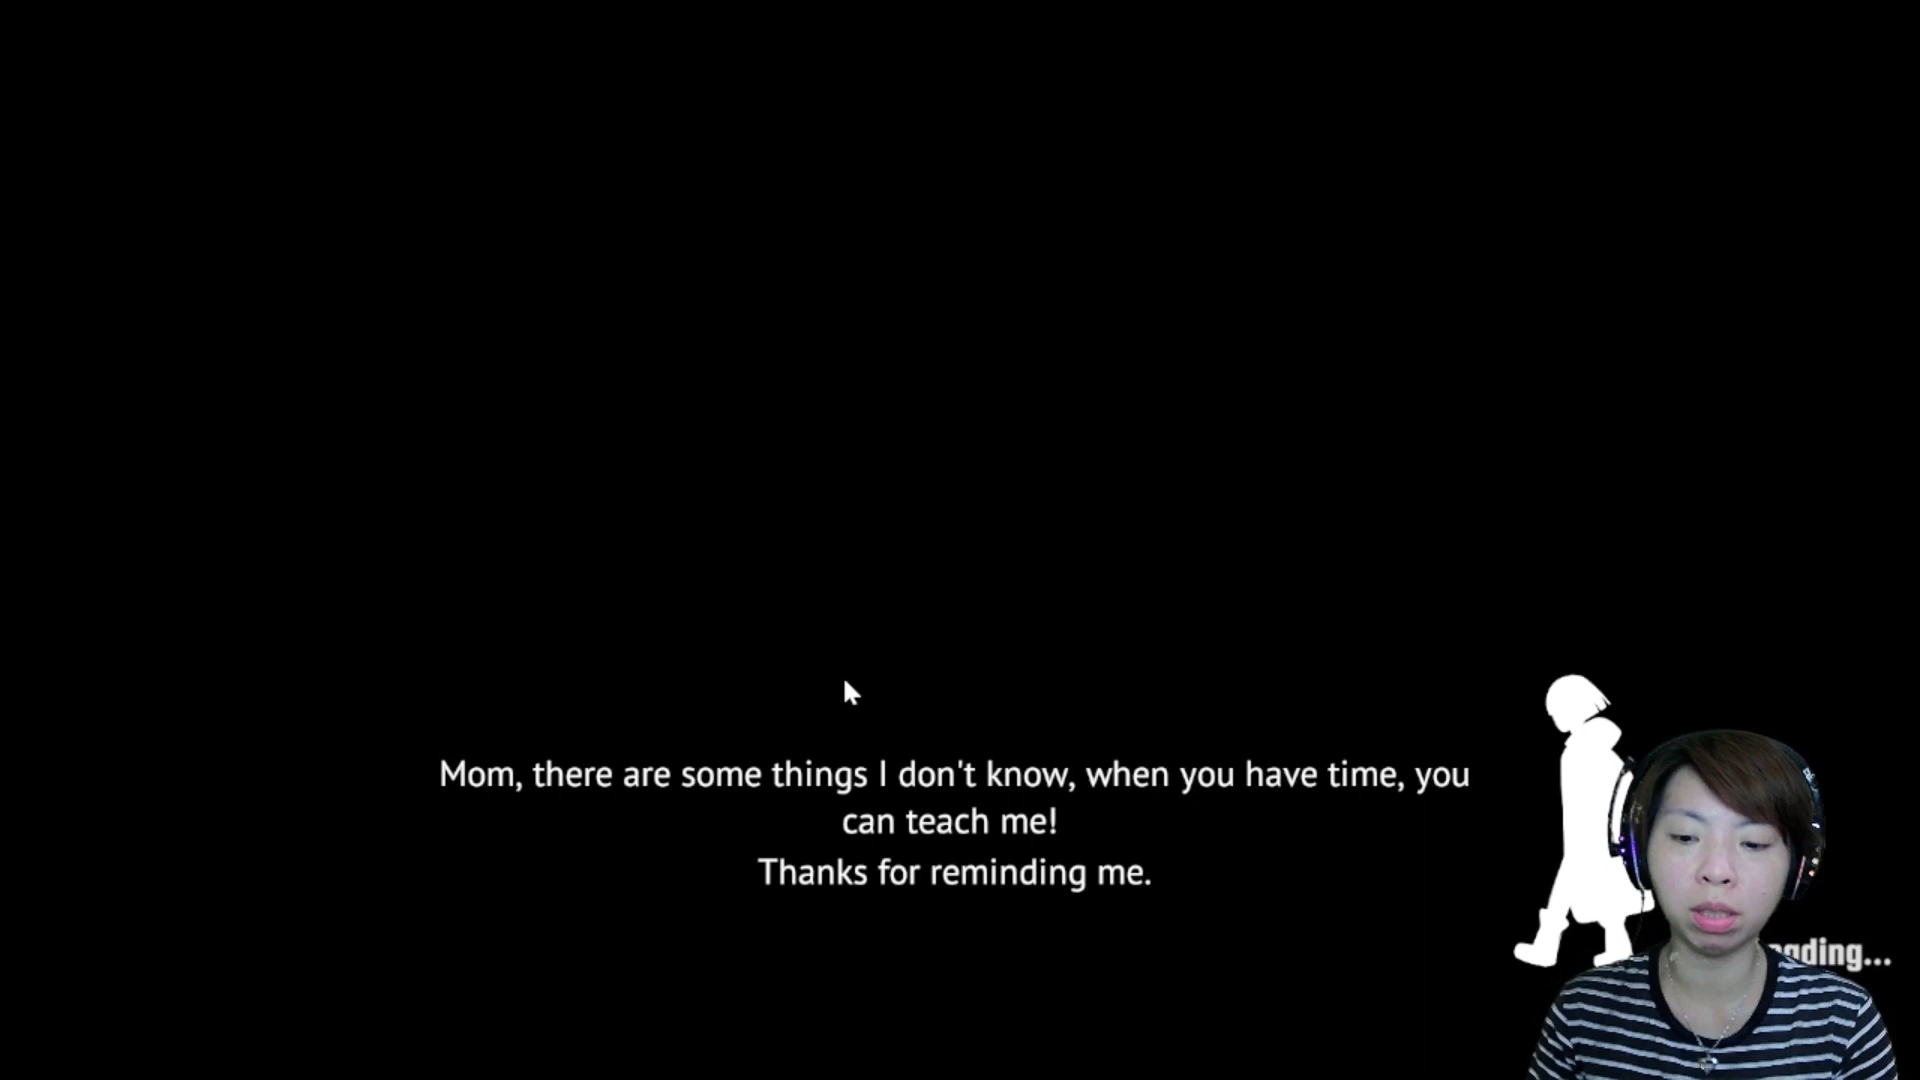 Mom, there are some things I don't know, when you have time, you
can teach me!
Thanks for reminding me.